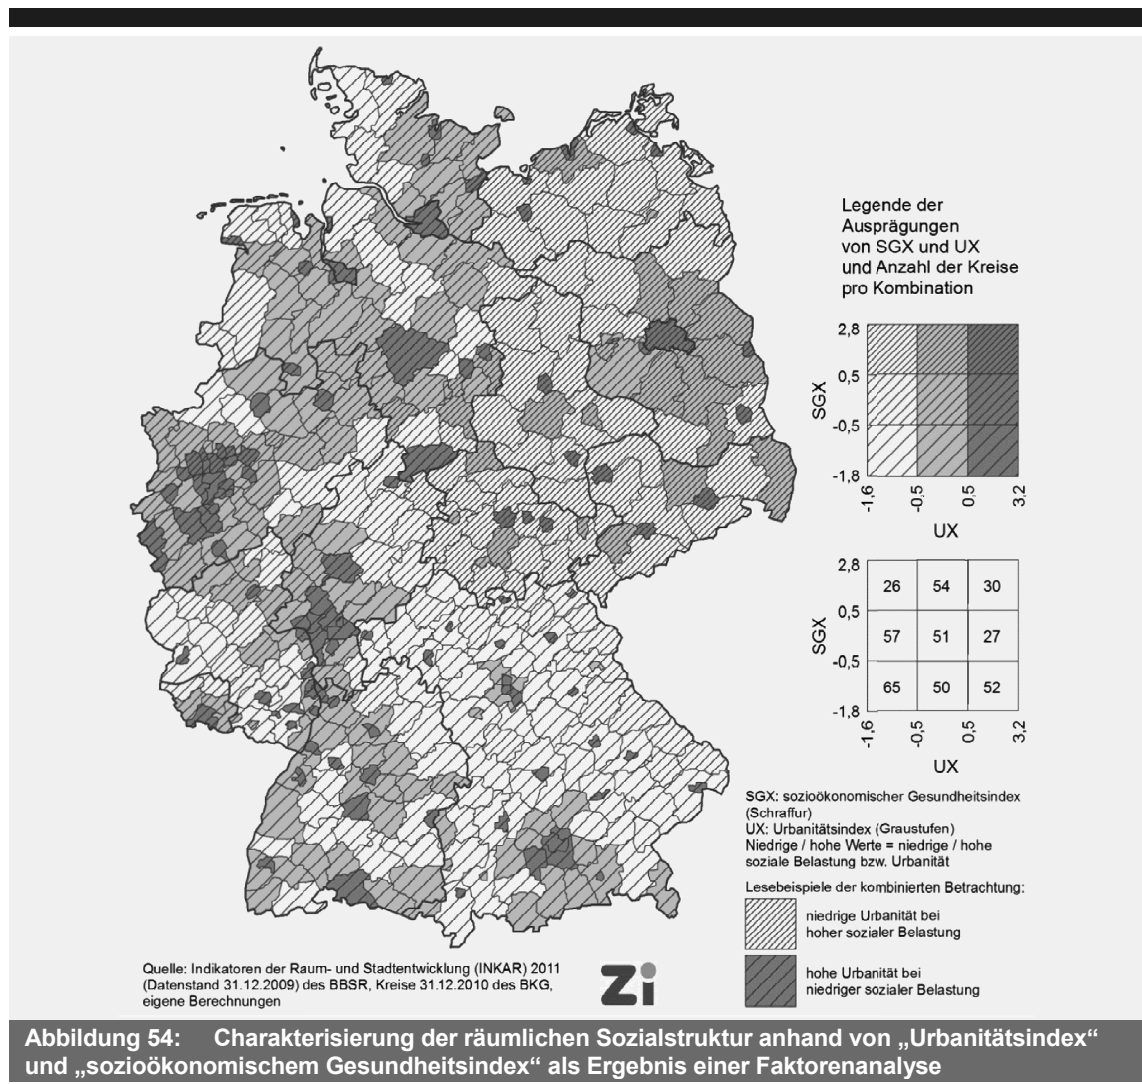 Legende der
Ausprägungen
von SGX und UX
und Anzahl der Kreise
pro Kombination
2,8
0,5
-0,5
-1,8
SGX
-1,6
-0,5
0,5
3,2
UX
2,8
0,5
-0,5
-1,8
SGX
26 54 30
57 51 27
65 50 52
-1,6
-0,5
0,5
3,2
UX
SGX: sozioökonomischer Gesundheitsindex
(Schraffur)
UX: Urbanitätsindex (Graustufen)
Niedrige / hohe Werte = niedrige / hohe
soziale Belastung bzw. Urbanität
Lesebeispiele der kombinierten Betrachtung:
niedrige Urbanität bei
hoher sozialer Belastung
hohe Urbanität bei
niedriger sozialer Belastung
Quelle: Indikatoren der Raum- und Stadtentwicklung (INKAR) 2011
(Datenstand 31.12.2009) des BBSR, Kreise 31.12.2010 des BKG,
eigene Berechnungen
Zi
Abbildung 54: Charakterisierung der räumlichen Sozialstruktur anhand von „Urbanitätsindex“
und „sozioökonomischem Gesundheitsindex“ als Ergebnis einer Faktorenanalyse